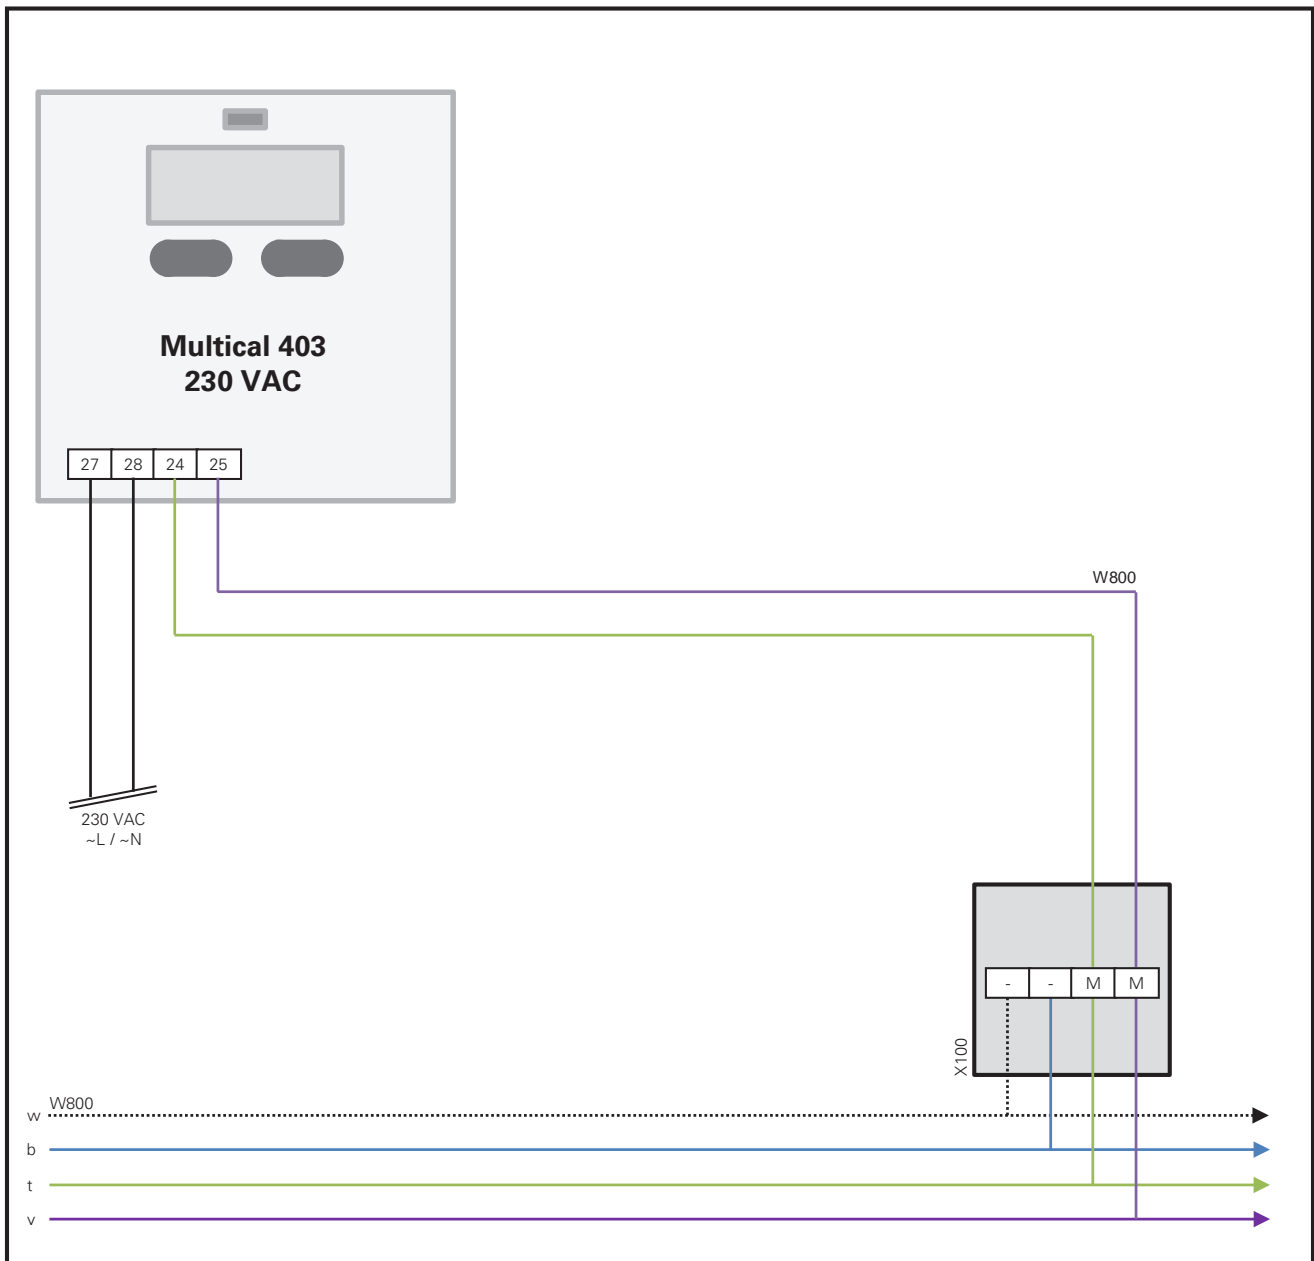 Multical 403
230 VAC
27 28 24 25
W800
230 VAC
~L / ~N
- - M M
X100
W800
w
b
t
v